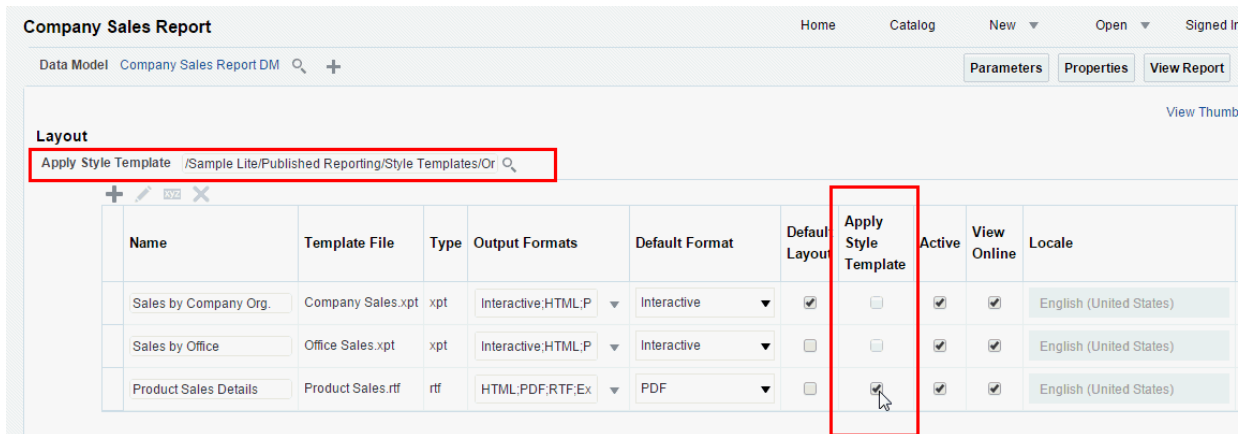 Company Sales Report Home Catalog New Open Signed In
Data Model Company Sales Report DM Parameters Properties View Report
View Thumb
Layout
Apply Style Template /Sample Lite/Published Reporting/Style Templates/Or
xyz
Name Template File Type Output Formats Default Format Default Layout Apply Style Template Active View Online Locale
Sales by Company Org. Company Sales.xpt xpt Interactive;HTML;P Interactive English (United States)
Sales by Office Office Sales.xpt xpt Interactive;HTML;P Interactive English (United States)
Product Sales Details Product Sales.rtf rtf HTML;PDF;RTF;Ex PDF English (United States)